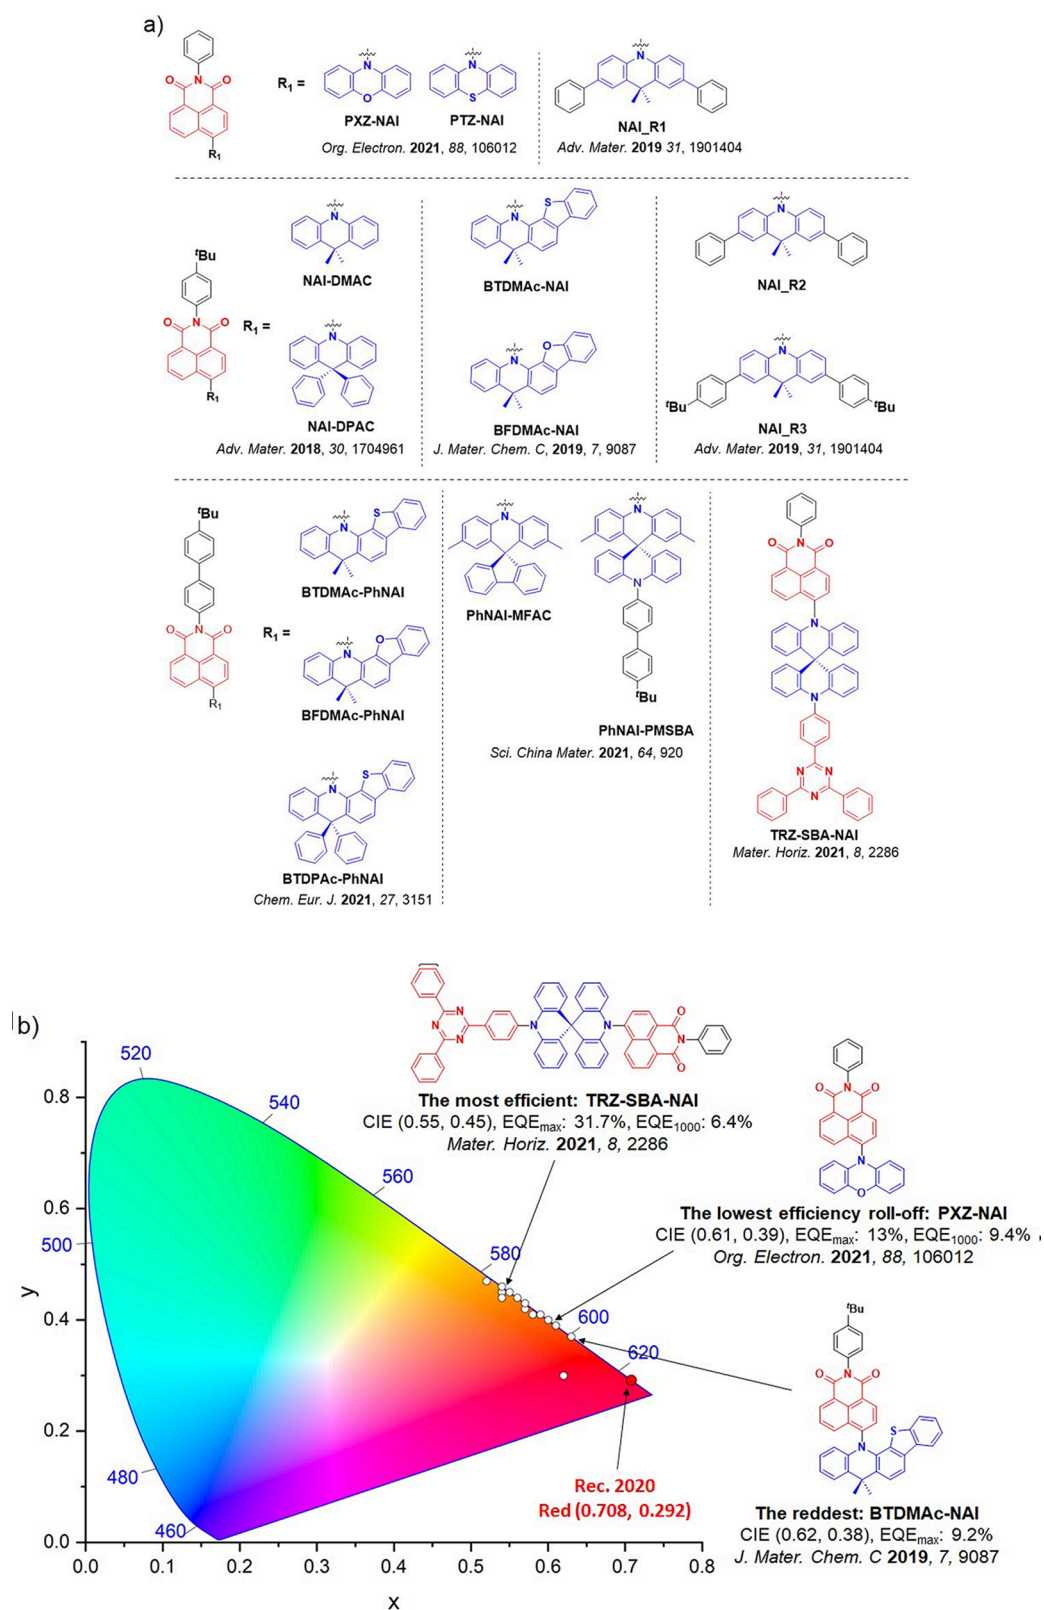 a)
O
N
O
R1
R1 =
N
O
PXZ-NAI
N
S
PTZ-NAI
Org. Electron. 2021, 88, 106012
N
NAI_R1
Adv. Mater. 2019 31, 1901404
tBu
O
N
O
R1
R1 =
N
NAI-DMAC
N
NAI-DPAC
Adv. Mater. 2018, 30, 1704961
S
N
BTDMAc-NAI
O
N
BFDMAc-NAI
J. Mater. Chem. C, 2019, 7, 9087
N
NAI_R2
N
tBu
tBu
NAI_R3
Adv. Mater. 2019, 31, 1901404
tBu
O
N
O
R1
R1 =
S
N
BTDMAc-PhNAI
O
N
BFDMAc-PhNAI
S
N
BTDPAc-PhNAI
Chem. Eur. J. 2021, 27, 3151
N
PhNAI-MFAC
N
N
tBu
PhNAI-PMSBA
Sci. China Mater. 2021, 64, 920
O
N
O
N
N
N
N
N
TRZ-SBA-NAI
Mater. Horiz. 2021, 8, 2286
b)
N
N
N
N
N
O
N
O
The most efficient: TRZ-SBA-NAI
CIE (0.55, 0.45), EQEmax: 31.7%, EQE1000: 6.4%
Mater. Horiz. 2021, 8, 2286
O
N
O
N
O
The lowest efficiency roll-off: PXZ-NAI
CIE (0.61, 0.39), EQEmax: 13%, EQE1000: 9.4%
Org. Electron. 2021, 88, 106012
tBu
O
N
O
S
N
The reddest: BTDMAc-NAI
CIE (0.62, 0.38), EQEmax: 9.2%
J. Mater. Chem. C 2019, 7, 9087
Rec. 2020
Red (0.708, 0.292)
520
540
560
580
600
620
500
480
460
0.8
0.6
0.4
0.2
0.0
y
0.0
0.1
0.2
0.3
0.4
0.5
0.6
0.7
0.8
x